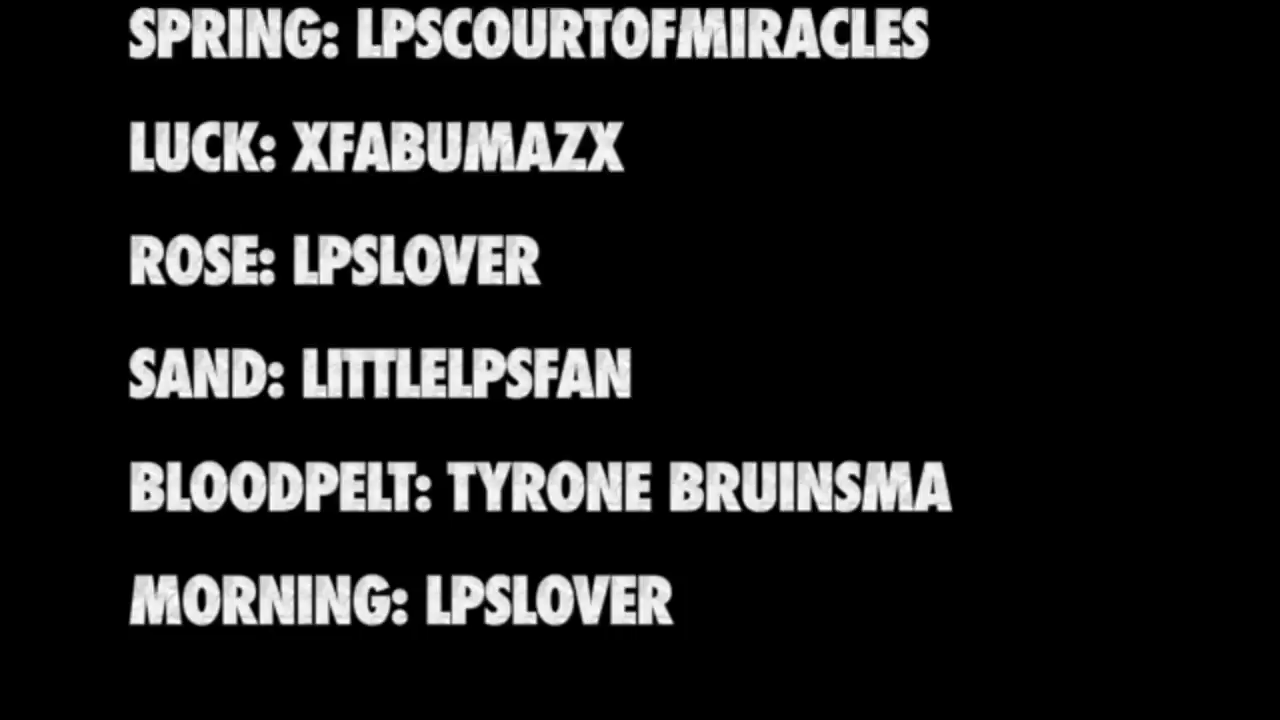 SPRING: LPSCOURTOFMIRACLES
LUCK: XFABUMAZX
ROSE: LPSLOVER
SAND: LITTLELPSFAN
BLOODPELT: TYRONE BRUINSMA
MORNING: LPSLOVER